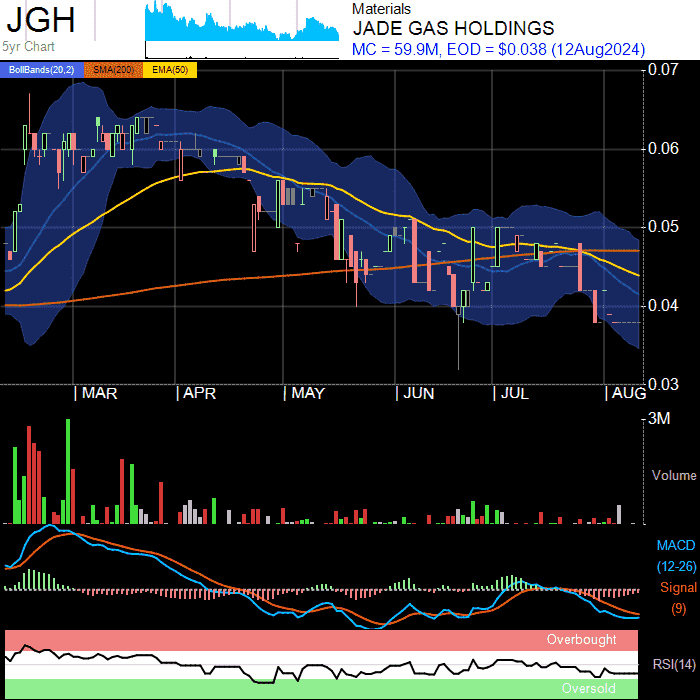 JGH
5yr Chart
Materials
JADE GAS HOLDINGS
MC = 59.9M, EOD = $0.038 (12Aug2024)
BollBands(20,2) SMA(200) EMA(50)
0.07
0.06
0.05
0.04
0.03
MAR APR MAY JUN JUL AUG
3M
Volume
MACD
(12-26)
Signal
(9)
Overbought
RSI(14)
Oversold